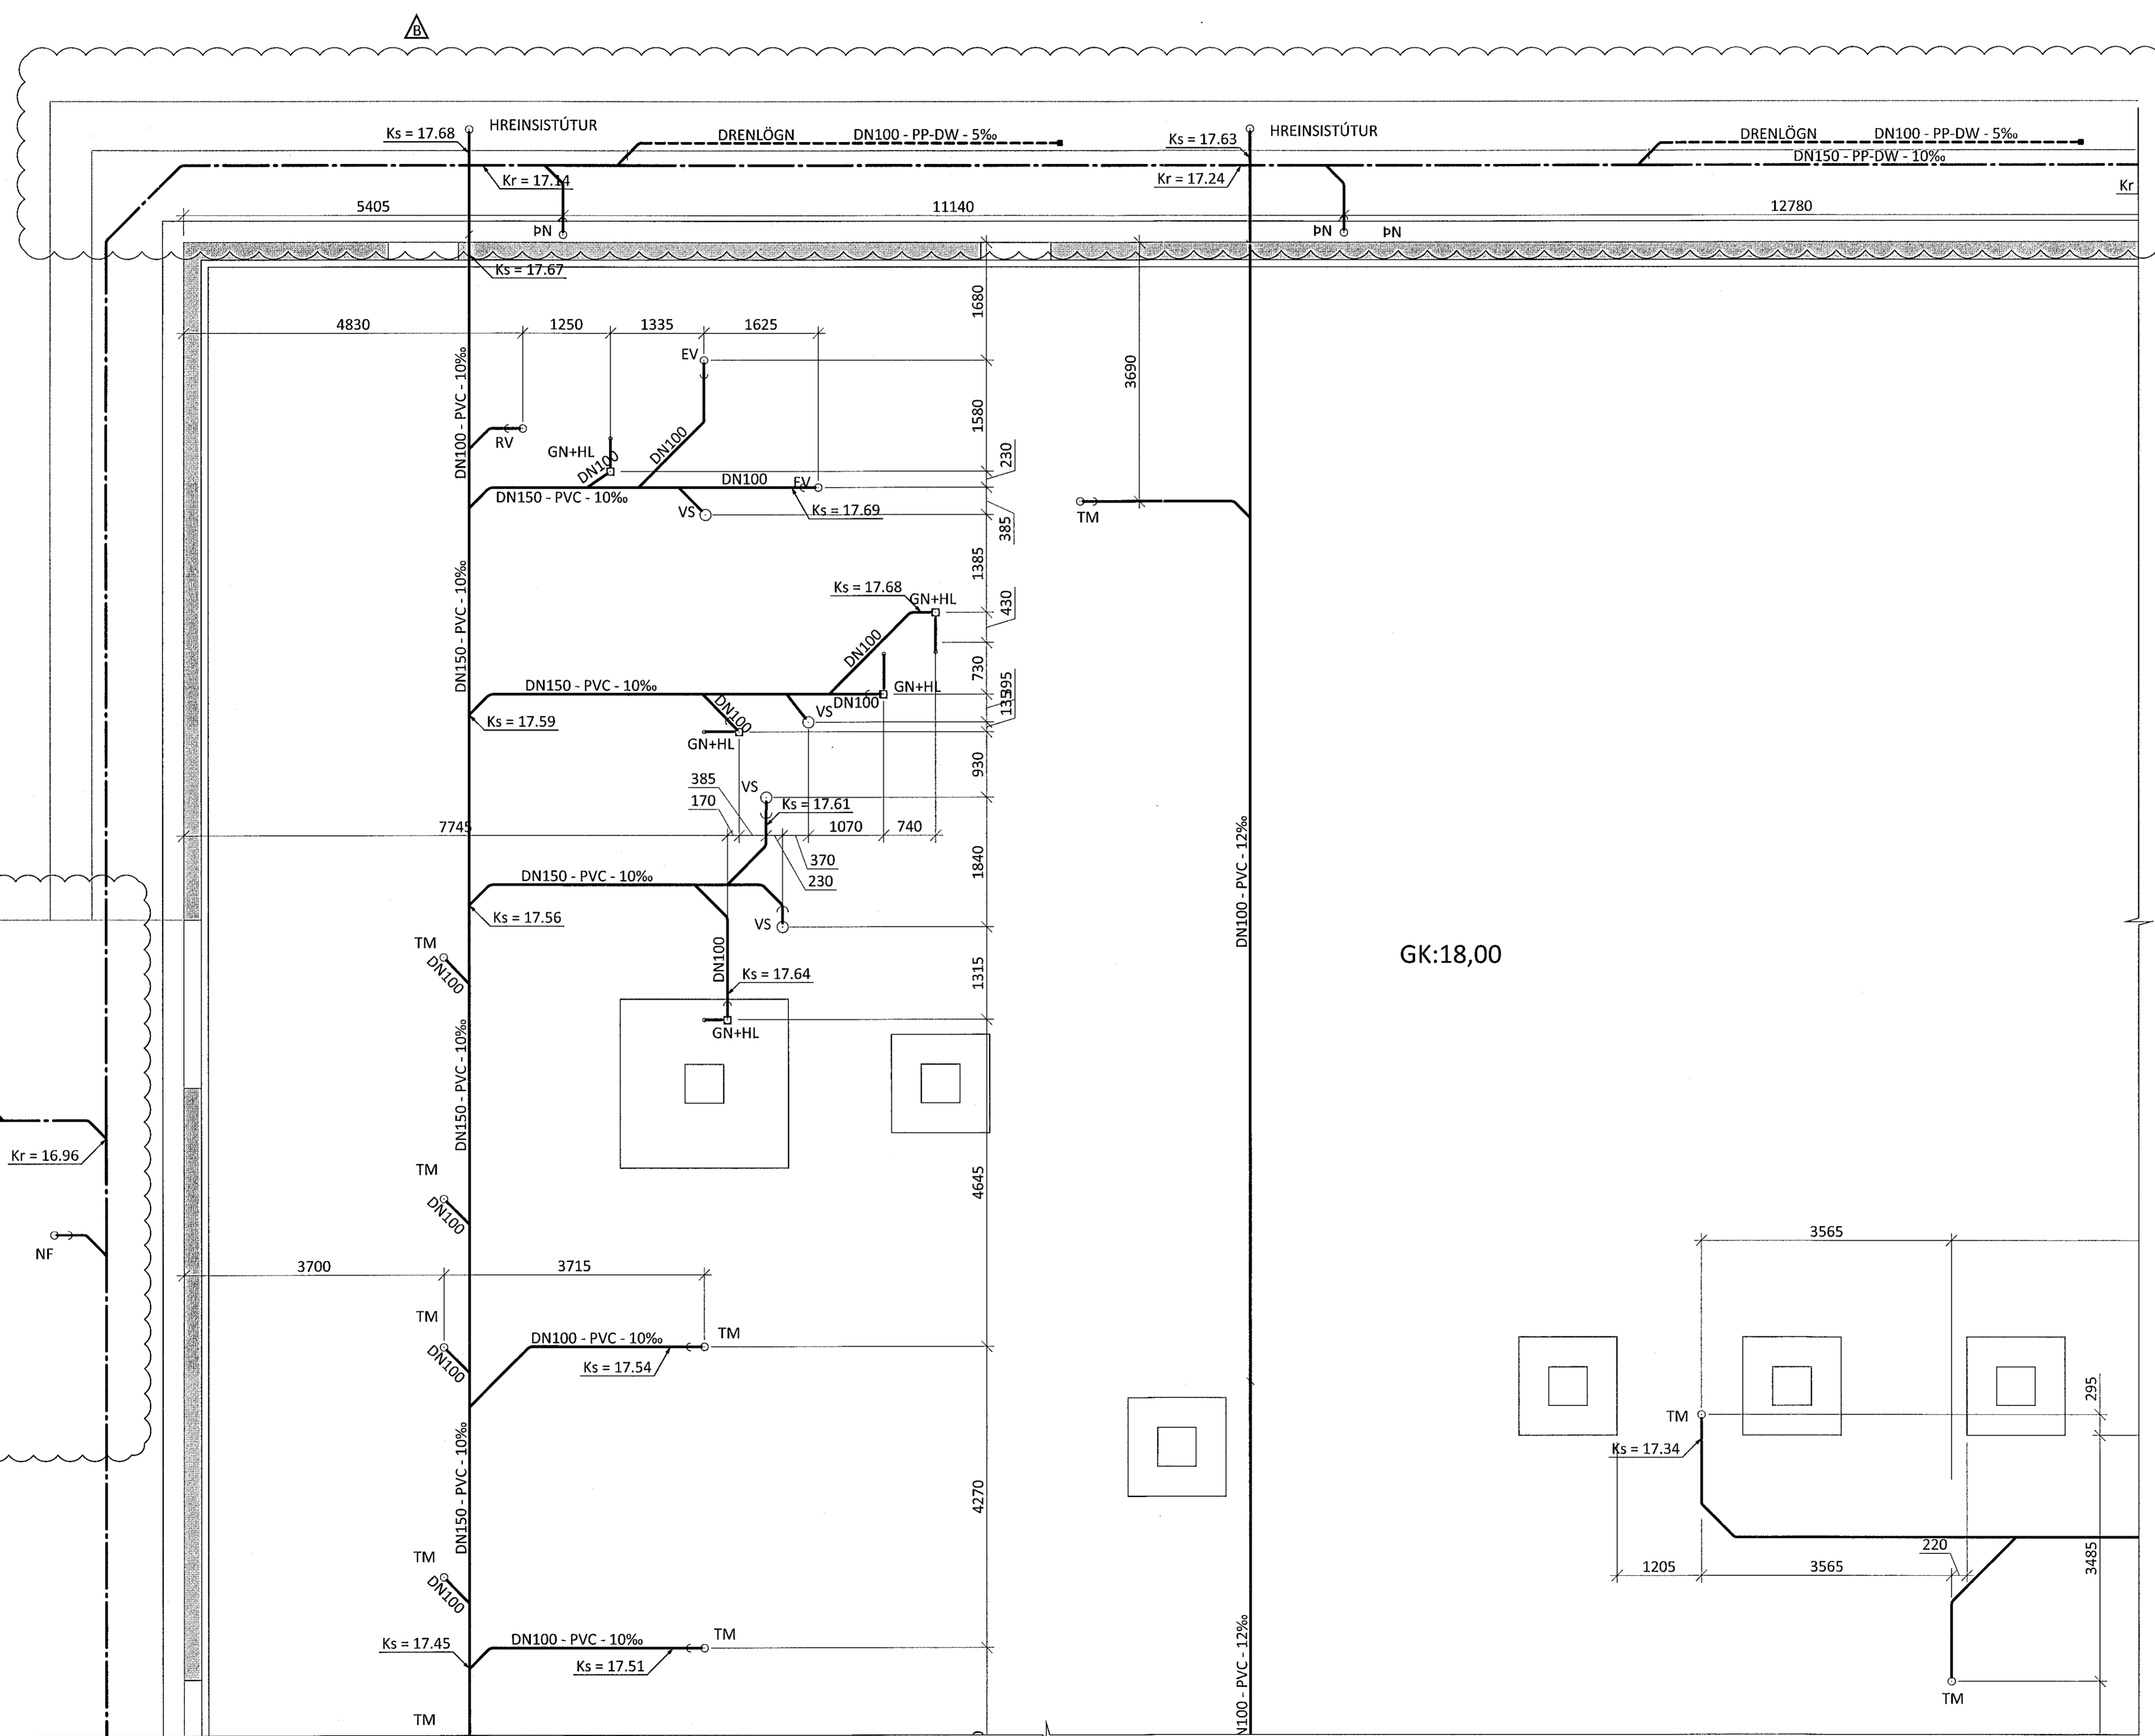 B
Ks = 17.68
HREINSISTÚTUR
DRENLÖGN
DN100 - PP-DW - 5‰
Ks = 17.63
HREINSISTÚTUR
DRENLÖGN
DN100 - PP-DW - 5‰
DN150 - PP-DW - 10‰
Kr = 17.14
Kr = 17.24
Kr
5405
11140
12780
ÞN
ÞN
ÞN
Ks = 17.67
1680
4830
1250
1335
1625
EV
3690
DN100 - PVC - 10‰
1580
RV
GN+HL
DN100
DN100
230
DN100
EV
DN150 - PVC - 10‰
VS
Ks = 17.69
385
TM
1385
DN150 - PVC - 10‰
Ks = 17.68
GN+HL
430
DN100
730
DN150 - PVC - 10‰
GN+HL
395
135
DN100
DN100
VS
Ks = 17.59
GN+HL
930
385
VS
170
Ks = 17.61
7745
1070
740
370
1840
230
DN100 - PVC - 12‰
DN150 - PVC - 10‰
Ks = 17.56
VS
TM
DN100
DN100
GK:18,00
Ks = 17.64
1315
GN+HL
DN150 - PVC - 10‰
Kr = 16.96
TM
4645
DN100
NF
3565
3700
3715
TM
TM
DN100 - PVC - 10‰
DN100
Ks = 17.54
295
TM
Ks = 17.34
DN150 - PVC - 10‰
4270
220
1205
3565
3485
TM
DN100
Ks = 17.45
DN100 - PVC - 10‰
TM
Ks = 17.51
N100 - PVC - 12‰
TM
TM